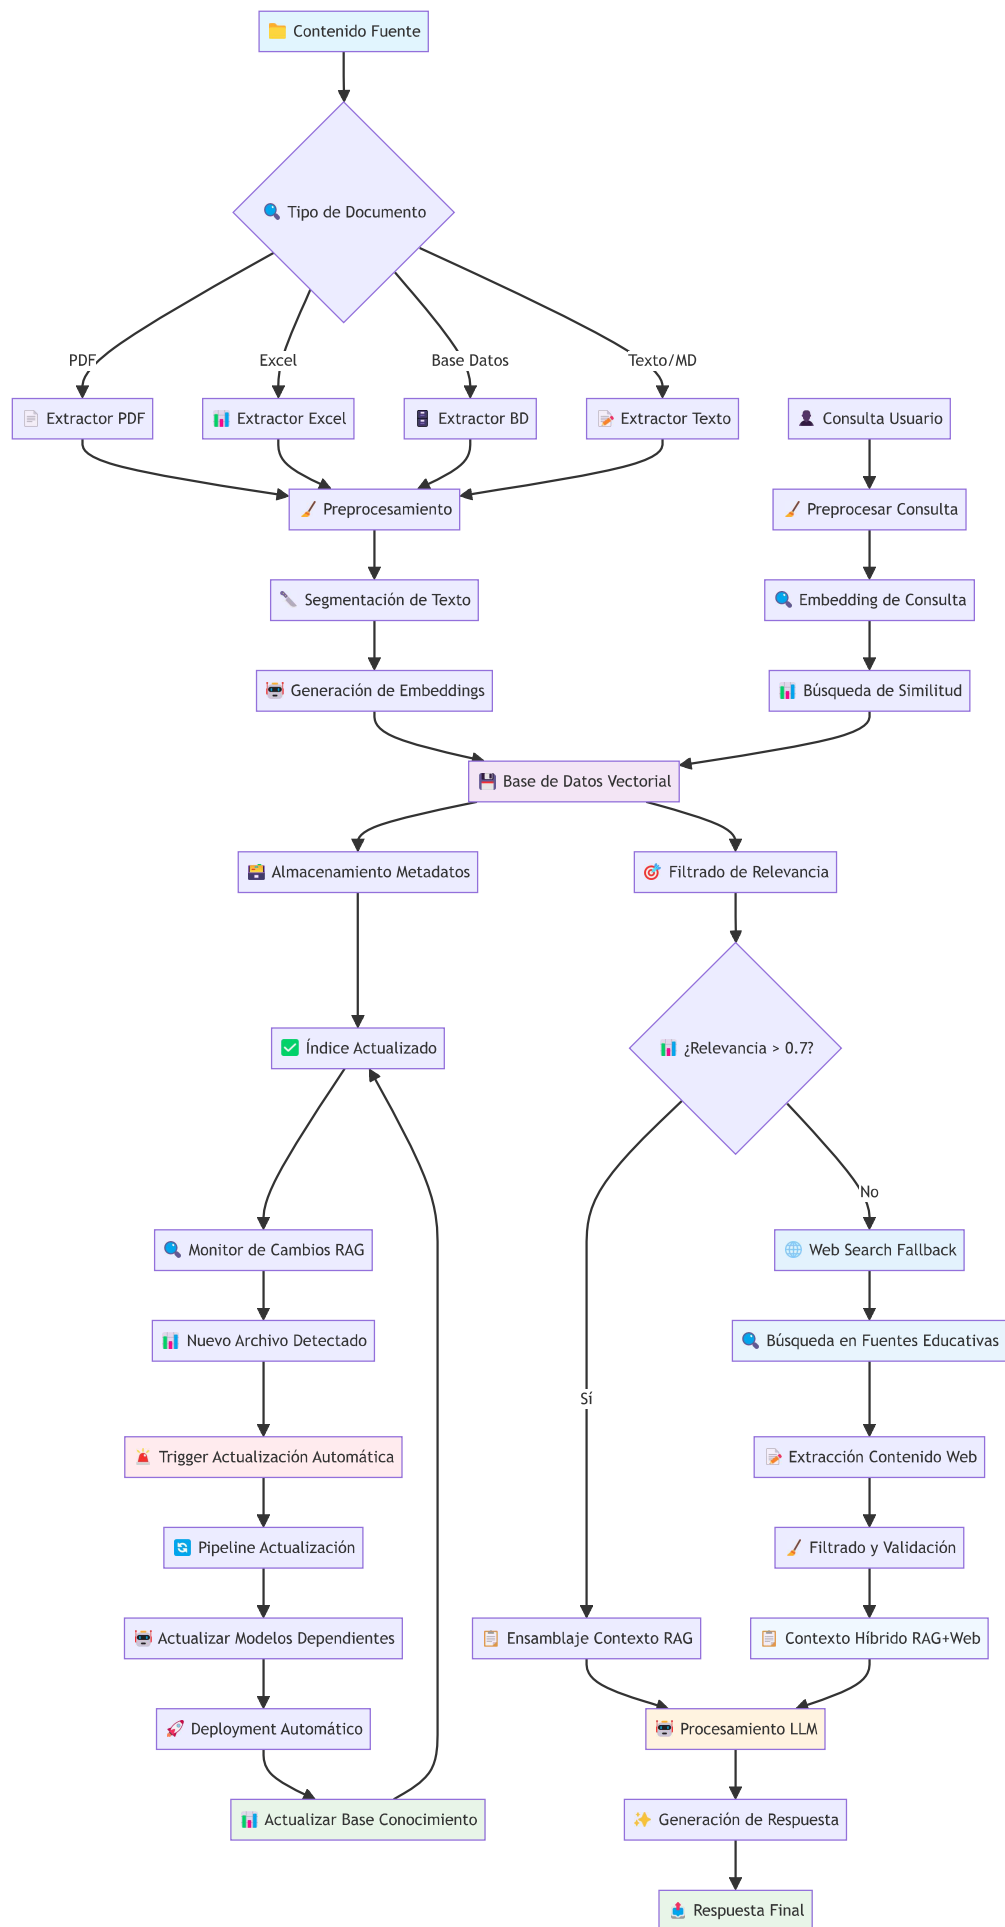 Contenido Fuente
Tipo de Documento
PDF
Excel
Base Datos
Texto/MD
Extractor PDF
Extractor Excel
Extractor BD
Extractor Texto
Consulta Usuario
Preprocesamiento
Preprocesar Consulta
Segmentación de Texto
Embedding de Consulta
Generación de Embeddings
Búsqueda de Similitud
Base de Datos Vectorial
Almacenamiento Metadatos
Filtrado de Relevancia
Índice Actualizado
¿Relevancia > 0.7?
No
Monitor de Cambios RAG
Web Search Fallback
Nuevo Archivo Detectado
Búsqueda en Fuentes Educativas
Sí
Trigger Actualización Automática
Extracción Contenido Web
Pipeline Actualización
Filtrado y Validación
Actualizar Modelos Dependientes
Ensamblaje Contexto RAG
Contexto Híbrido RAG+Web
Deployment Automático
Procesamiento LLM
Actualizar Base Conocimiento
Generación de Respuesta
Respuesta Final